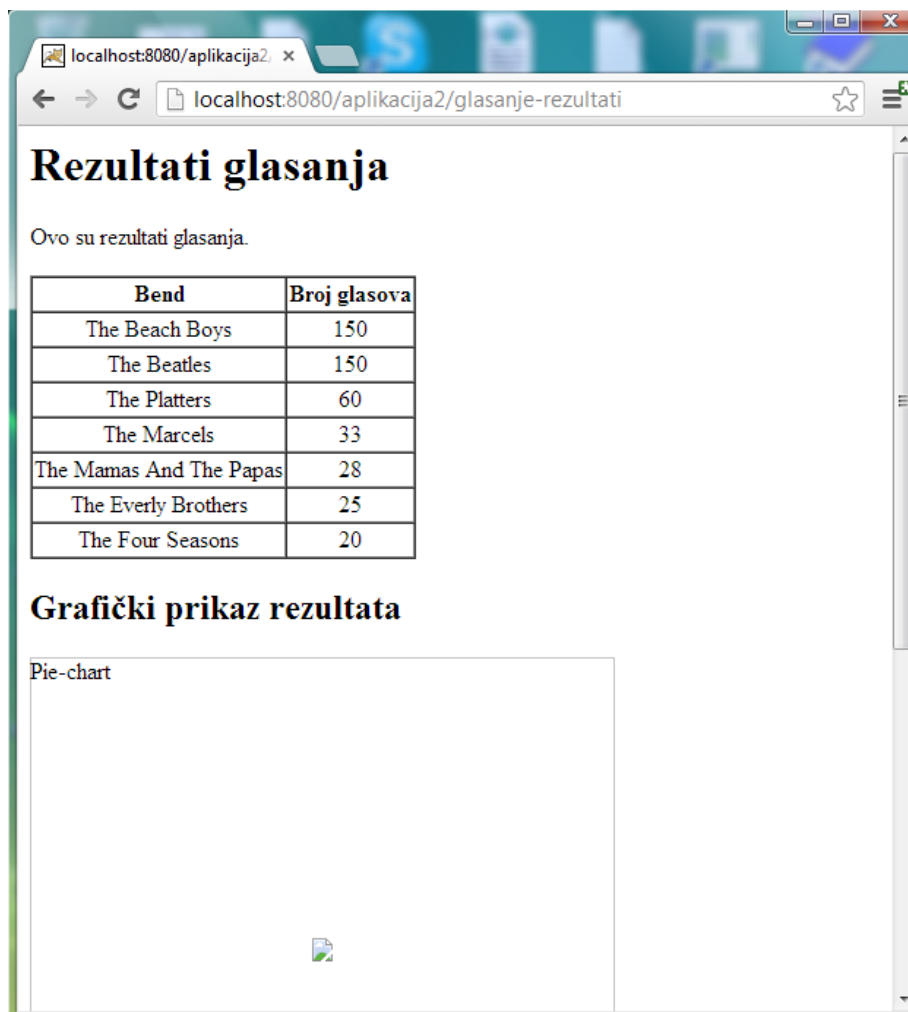 localhost:8080/aplikacija2/
localhost:8080/aplikacija2/glasanje-rezultati
Rezultati glasanja
Ovo su rezultati glasanja.
Bend Broj glasova
The Beach Boys 150
The Beatles 150
The Platters 60
The Marcels 33
The Mamas And The Papas 28
The Everly Brothers 25
The Four Seasons 20
Grafički prikaz rezultata
Pie-chart